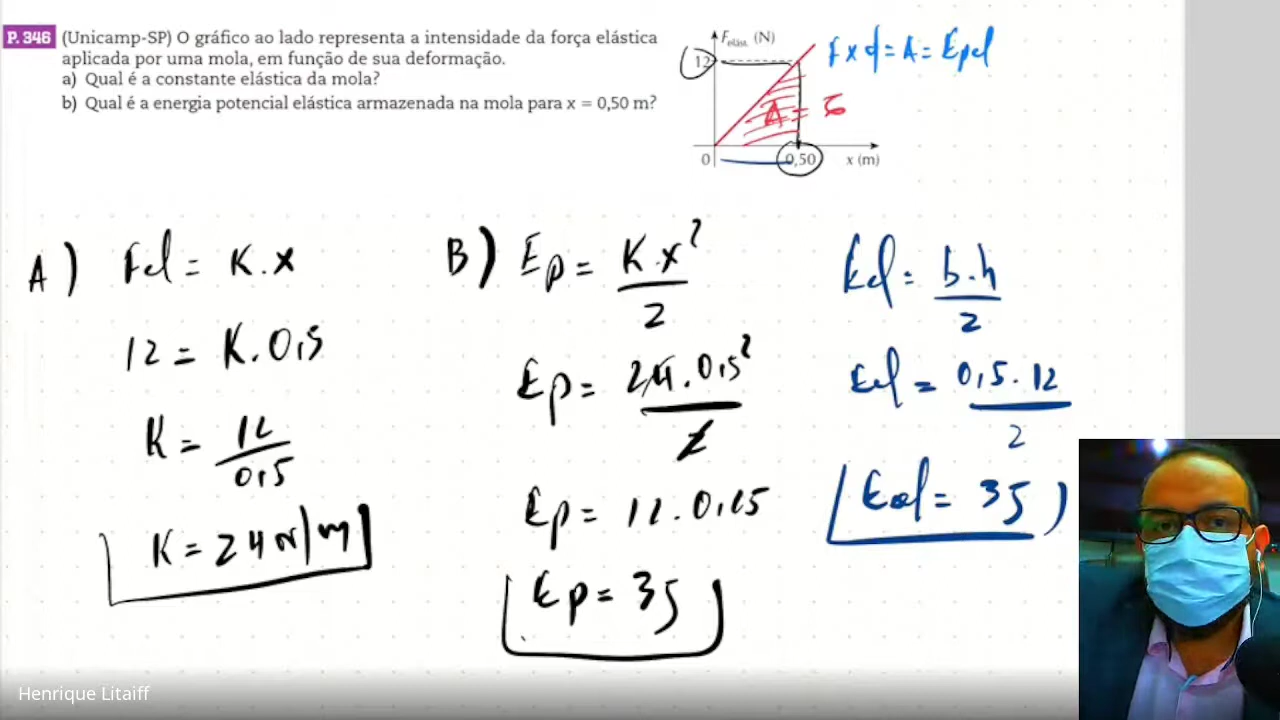 P. 346 (Unicamp-SP) O gráfico ao lado representa a intensidade da força elástica
aplicada por uma mola, em função de sua deformação.
a) Qual é a constante elástica da mola?
b) Qual é a energia potencial elástica armazenada na mola para x = 0,50 m?
Felást. (N)
12
0
0,50
x (m)
F x d = A = Epel
A =
A) Fel = K.x
12 = K.0,5
K = 12/0,5
K = 24 N/m
B) Ep = K.x²/2
Ep = 24.0,5²/2
Ep = 12.0,25
Ep = 3J
Eel = b.h/2
Eel = 0,5.12/2
Eel = 3J
Henrique Litaiff